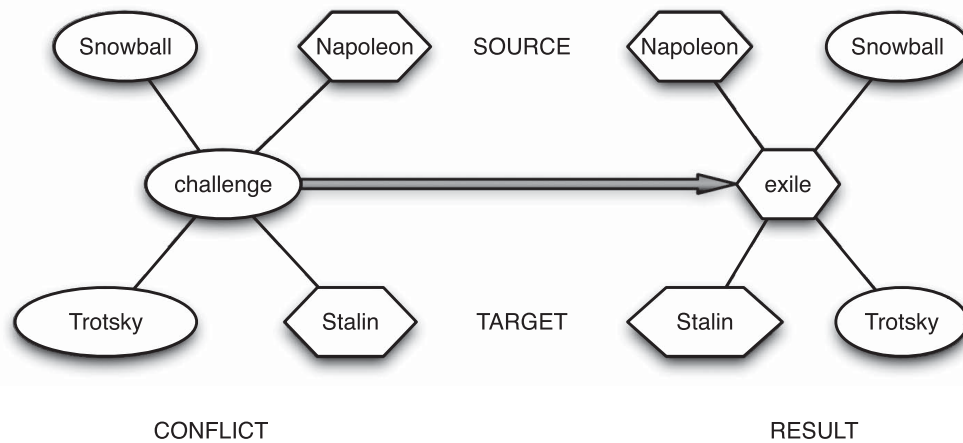 Snowball Napoleon SOURCE Napoleon Snowball
challenge exile
Trotsky Stalin TARGET Stalin Trotsky
CONFLICT RESULT